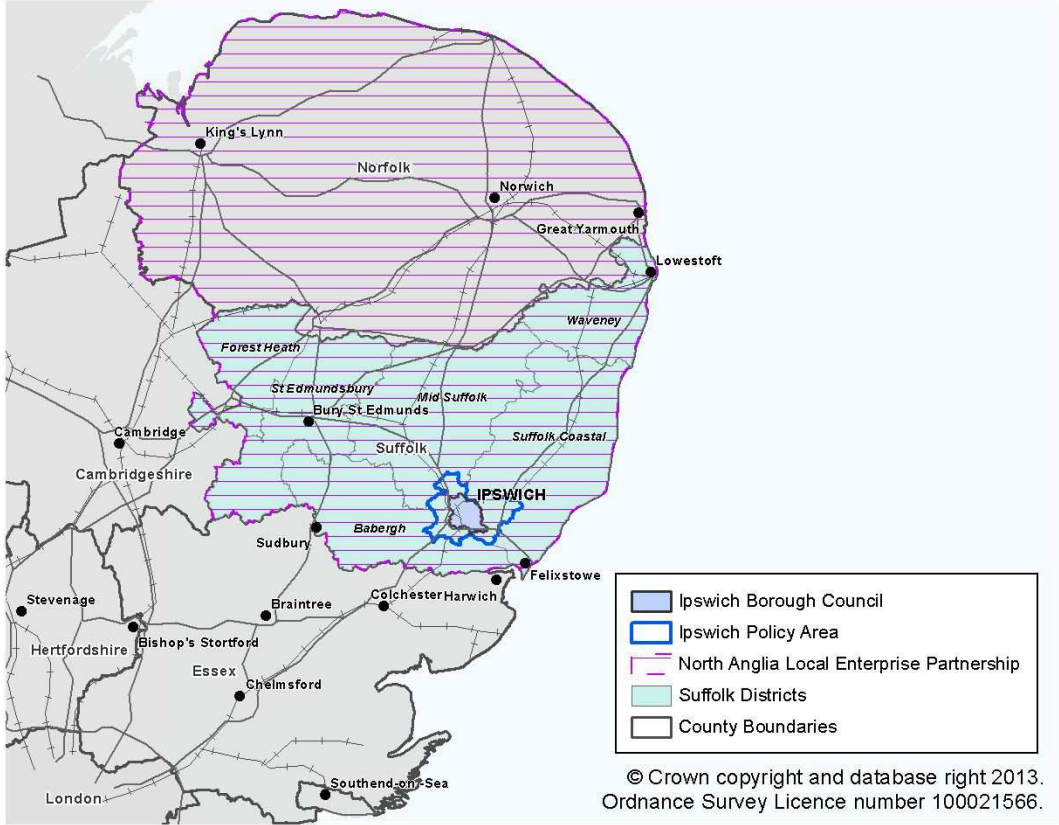 King's Lynn
Norfolk
Norwich
Great Yarmouth
Lowestoft
Waveney
Forest Heath
St Edmundsbury
Mid Suffolk
Bury St Edmunds
Suffolk Coastal
Cambridge
Suffolk
Cambridgeshire
IPSWICH
Babergh
Sudbury
Felixstowe
Stevenage
Braintree
Colchester
Harwich
Bishop's Stortford
Hertfordshire
Essex
Chelmsford
Southend-on-Sea
London
Ipswich Borough Council
Ipswich Policy Area
North Anglia Local Enterprise Partnership
Suffolk Districts
County Boundaries
© Crown copyright and database right 2013.
Ordnance Survey Licence number 100021566.